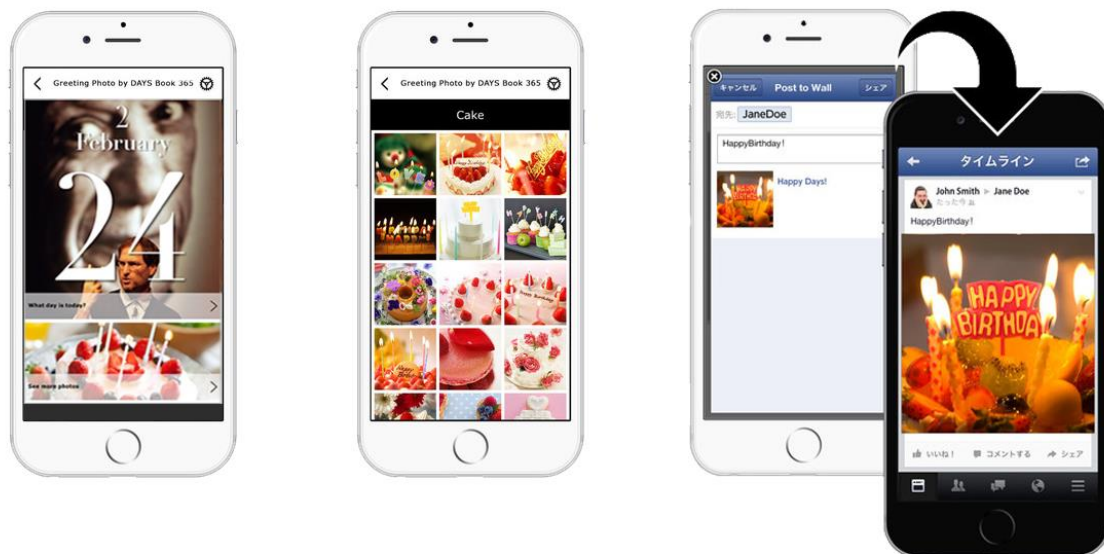 Greeting Photo by DAYS Book 365
2
February
24
What day is today?
See more photos
Greeting Photo by DAYS Book 365
Cake
キャンセル Post to Wall シェア
宛先: JaneDoe
HappyBirthday!
Happy Days!
タイムライン
John Smith ▶ Jane Doe
たった今
HappyBirthday!
HAPPY
BIRTHDAY
いいね! コメントする シェア